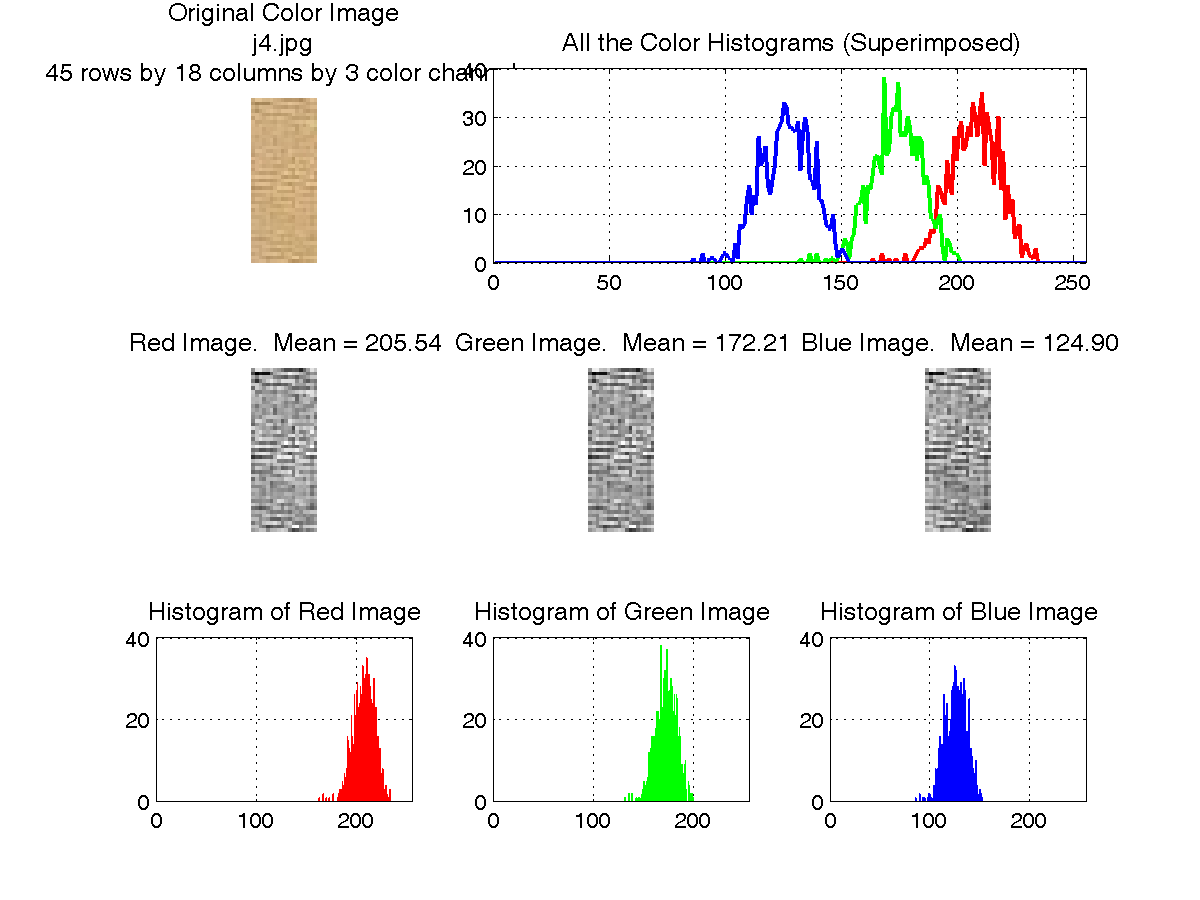 Original Color Image
j4.jpg
45 rows by 18 columns by 3 color
All the Color Histograms (Superimposed)
40
30
20
10
0
0 50 100 150 200 250
Red Image. Mean = 205.54 Green Image. Mean = 172.21 Blue Image. Mean = 124.90
Histogram of Red Image
40
20
0
0 100 200
Histogram of Green Image
40
20
0
0 100 200
Histogram of Blue Image
40
20
0
0 100 200